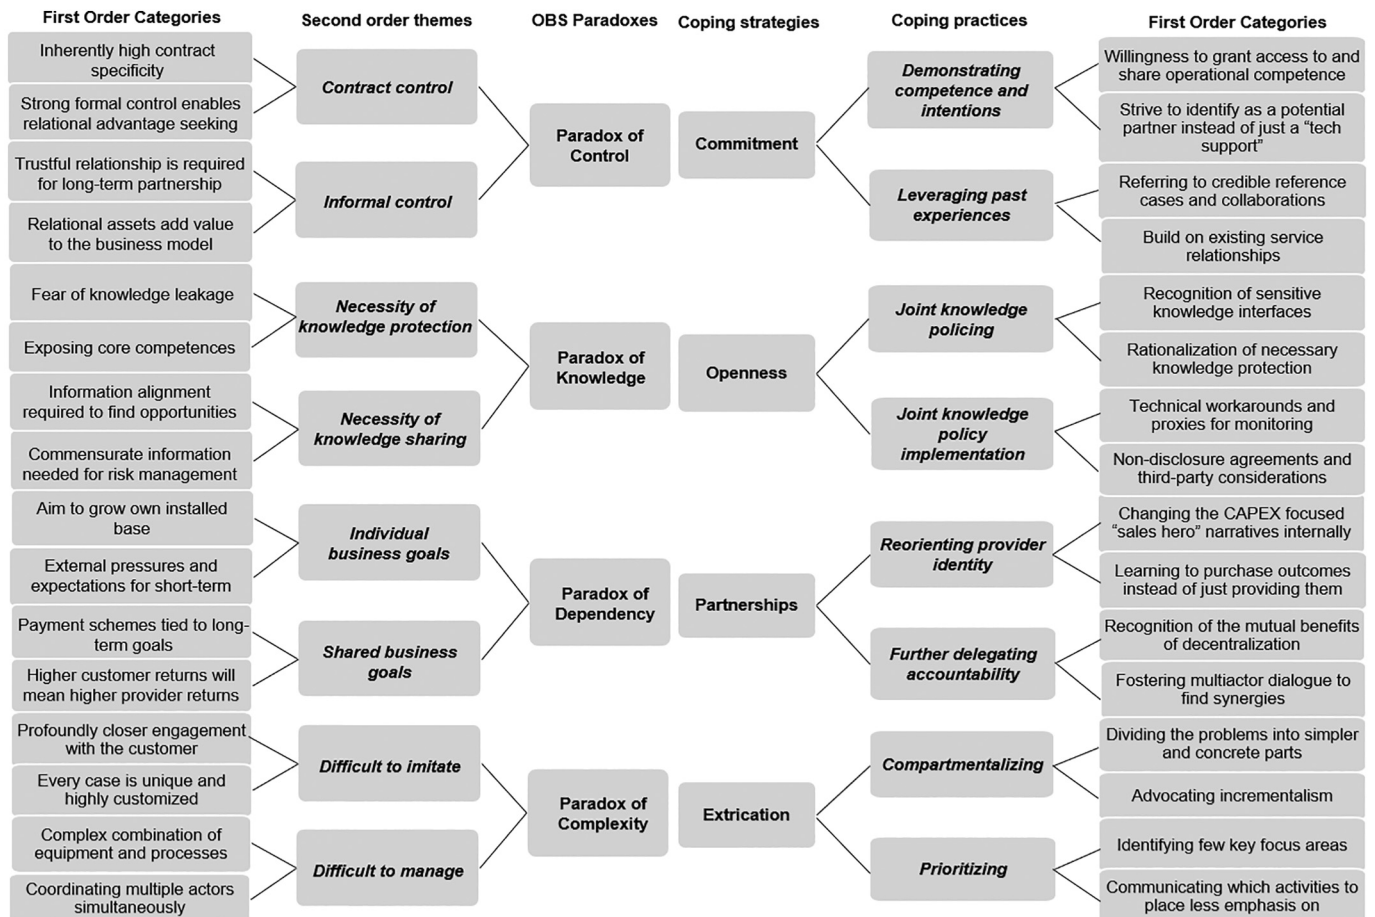 First Order Categories
Second order themes
OBS Paradoxes
Coping strategies
Coping practices
First Order Categories
Inherently high contract
specificity
Strong formal control enables
relational advantage seeking
Trustful relationship is required
for long-term partnership
Relational assets add value
to the business model
Fear of knowledge leakage
Exposing core competences
Information alignment
required to find opportunities
Commensurate information
needed for risk management
Aim to grow own installed
base
External pressures and
expectations for short-term
Payment schemes tied to long-
term goals
Higher customer returns will
mean higher provider returns
Profoundly closer engagement
with the customer
Every case is unique and
highly customized
Complex combination of
equipment and processes
Coordinating multiple actors
simultaneously
Contract control
Informal control
Necessity of
knowledge protection
Necessity of
knowledge sharing
Individual
business goals
Shared business
goals
Difficult to imitate
Difficult to manage
Paradox of
Control
Paradox of
Knowledge
Paradox of
Dependency
Paradox of
Complexity
Commitment
Openness
Partnerships
Extrication
Demonstrating
competence and
intentions
Leveraging past
experiences
Joint knowledge
policing
Joint knowledge
policy
implementation
Reorienting provider
identity
Further delegating
accountability
Compartmentalizing
Prioritizing
Willingness to grant access to and
share operational competence
Strive to identify as a potential
partner instead of just a “tech
support”
Referring to credible reference
cases and collaborations
Build on existing service
relationships
Recognition of sensitive
knowledge interfaces
Rationalization of necessary
knowledge protection
Technical workarounds and
proxies for monitoring
Non-disclosure agreements and
third-party considerations
Changing the CAPEX focused
“sales hero” narratives internally
Learning to purchase outcomes
instead of just providing them
Recognition of the mutual benefits
of decentralization
Fostering multiactor dialogue to
find synergies
Dividing the problems into simpler
and concrete parts
Advocating incrementalism
Identifying few key focus areas
Communicating which activities to
place less emphasis on